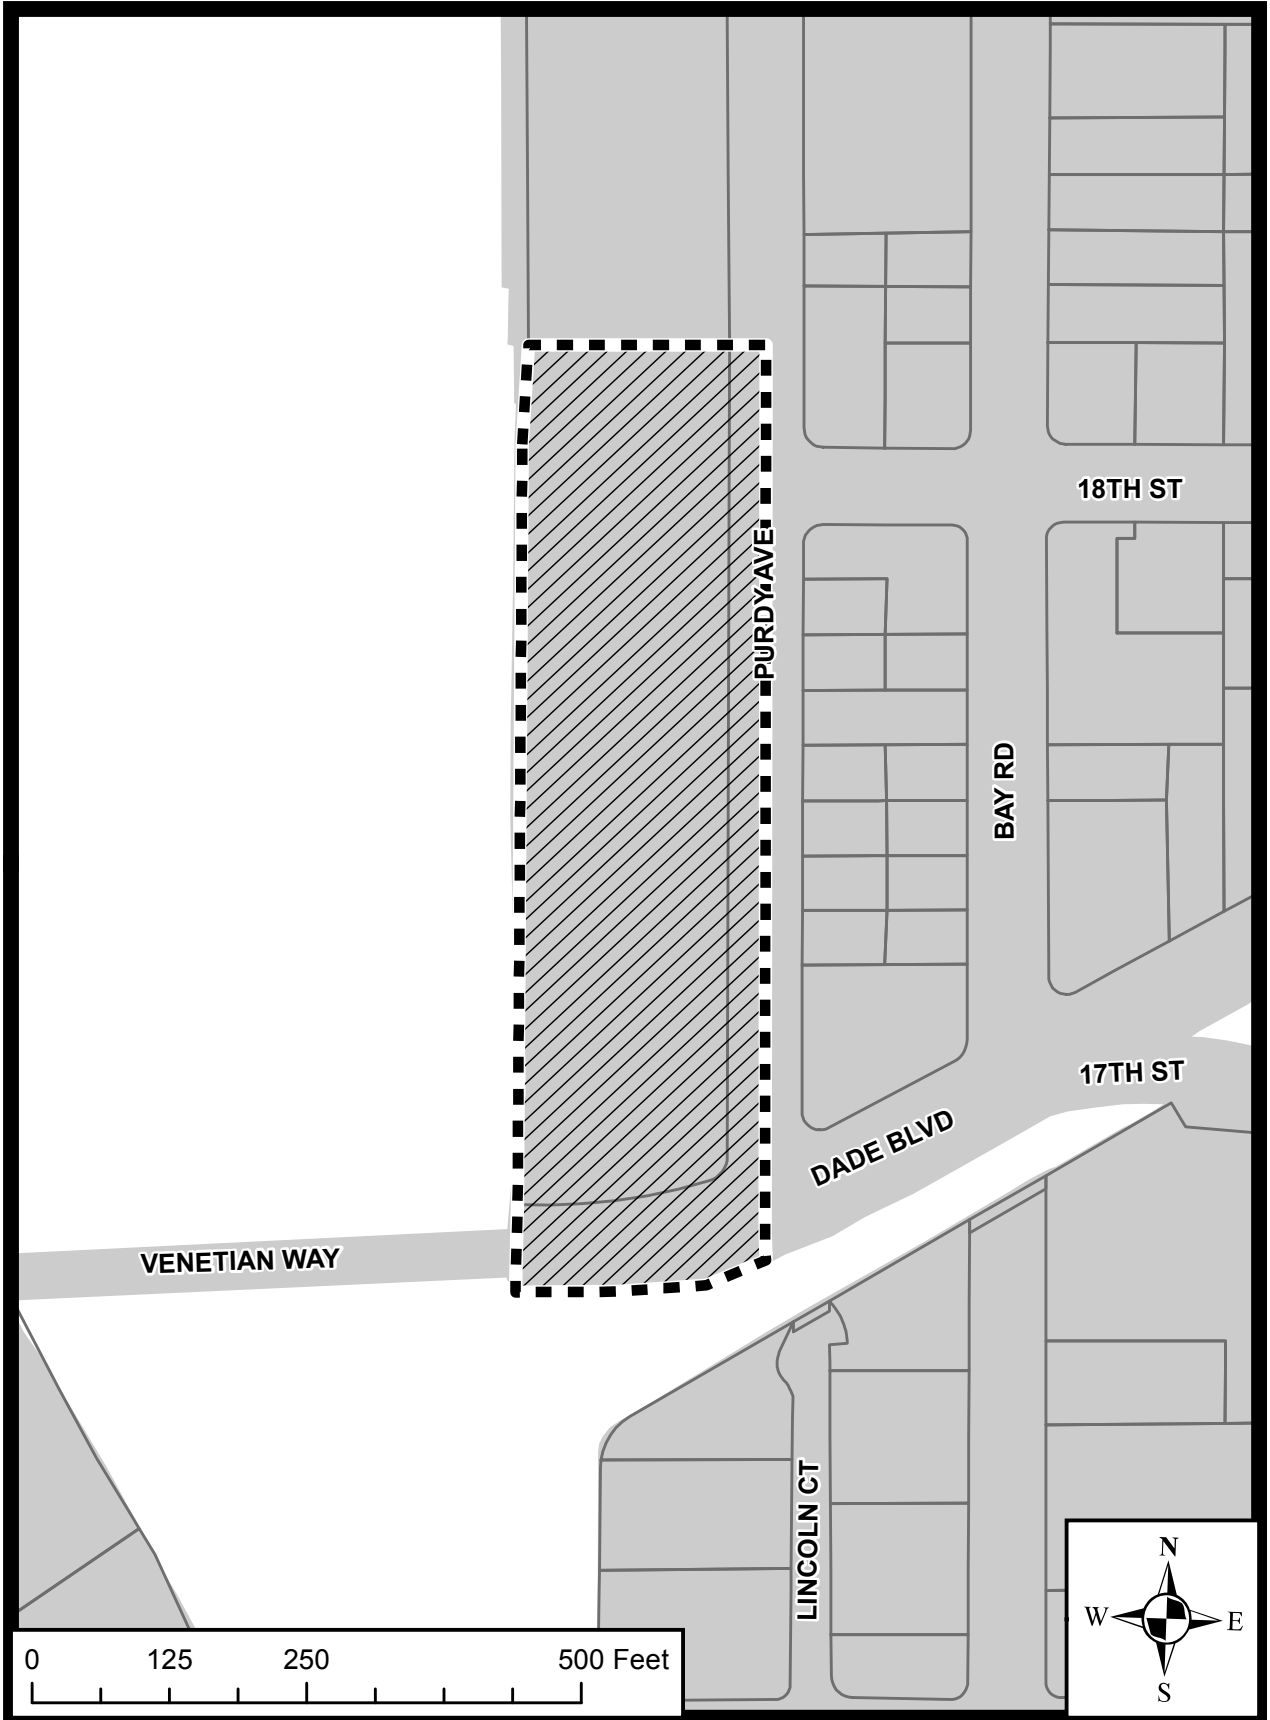 18TH ST
PURDY AVE
BAY RD
17TH ST
DADE BLVD
VENETIAN WAY
LINCOLN CT
N
W E
S
0 125 250 500 Feet